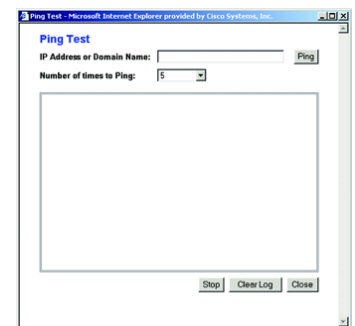 Ping Test - Microsoft Internet Explorer provided by Cisco Systems, Inc.
Ping Test
IP Address or Domain Name: Ping
Number of times to Ping: 5
Stop Clear Log Close